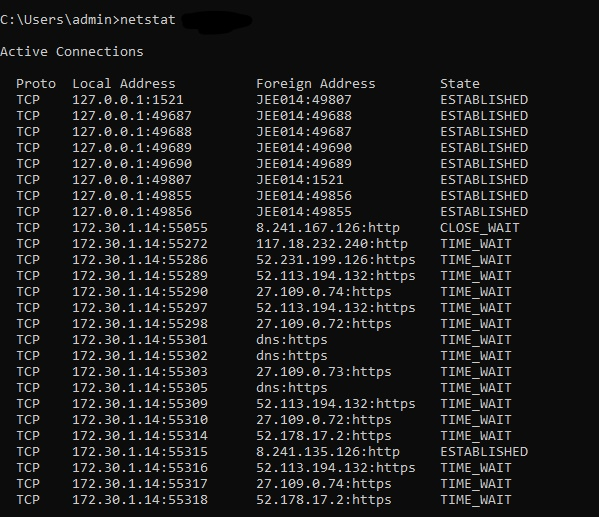 C:\Users\admin>netstat
Active Connections
Proto  Local Address          Foreign Address        State
TCP    127.0.0.1:1521         JEE014:49807           ESTABLISHED
TCP    127.0.0.1:49687        JEE014:49688           ESTABLISHED
TCP    127.0.0.1:49688        JEE014:49687           ESTABLISHED
TCP    127.0.0.1:49689        JEE014:49690           ESTABLISHED
TCP    127.0.0.1:49690        JEE014:49689           ESTABLISHED
TCP    127.0.0.1:49807        JEE014:1521            ESTABLISHED
TCP    127.0.0.1:49855        JEE014:49856           ESTABLISHED
TCP    127.0.0.1:49856        JEE014:49855           ESTABLISHED
TCP    172.30.1.14:55055      8.241.167.126:http     CLOSE_WAIT
TCP    172.30.1.14:55272      117.18.232.240:http    TIME_WAIT
TCP    172.30.1.14:55286      52.231.199.126:https   TIME_WAIT
TCP    172.30.1.14:55289      52.113.194.132:https   TIME_WAIT
TCP    172.30.1.14:55290      27.109.0.74:https      TIME_WAIT
TCP    172.30.1.14:55297      52.113.194.132:https   TIME_WAIT
TCP    172.30.1.14:55298      27.109.0.72:https      TIME_WAIT
TCP    172.30.1.14:55301      dns:https              TIME_WAIT
TCP    172.30.1.14:55302      dns:https              TIME_WAIT
TCP    172.30.1.14:55303      27.109.0.73:https      TIME_WAIT
TCP    172.30.1.14:55305      dns:https              TIME_WAIT
TCP    172.30.1.14:55309      52.113.194.132:https   TIME_WAIT
TCP    172.30.1.14:55310      27.109.0.72:https      TIME_WAIT
TCP    172.30.1.14:55314      52.178.17.2:https      TIME_WAIT
TCP    172.30.1.14:55315      8.241.135.126:http     ESTABLISHED
TCP    172.30.1.14:55316      52.113.194.132:https   TIME_WAIT
TCP    172.30.1.14:55317      27.109.0.74:https      TIME_WAIT
TCP    172.30.1.14:55318      52.178.17.2:https      TIME_WAIT